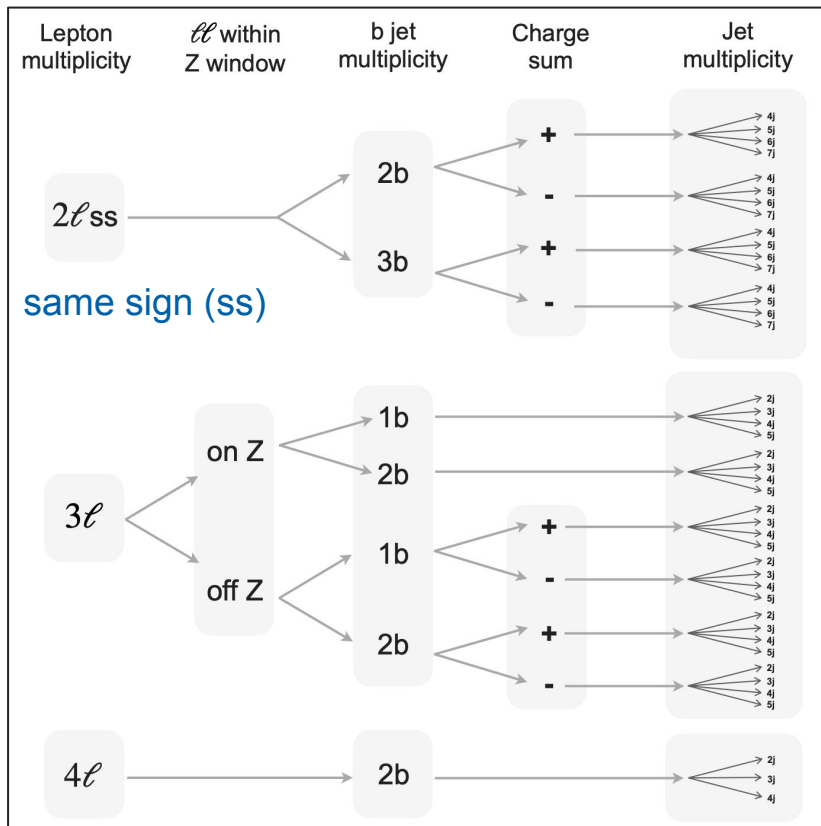 Lepton multiplicity
ℓℓ within Z window
b jet multiplicity
Charge sum
Jet multiplicity
2ℓ ss
same sign (ss)
2b
3b
+
-
+
-
4j
5j
6j
7j
4j
5j
6j
7j
4j
5j
6j
7j
4j
5j
6j
7j
3ℓ
on Z
off Z
1b
2b
1b
2b
+
-
+
-
2j
3j
4j
5j
2j
3j
4j
5j
2j
3j
4j
5j
2j
3j
4j
5j
2j
3j
4j
5j
2j
3j
4j
5j
4ℓ
2b
2j
3j
4j